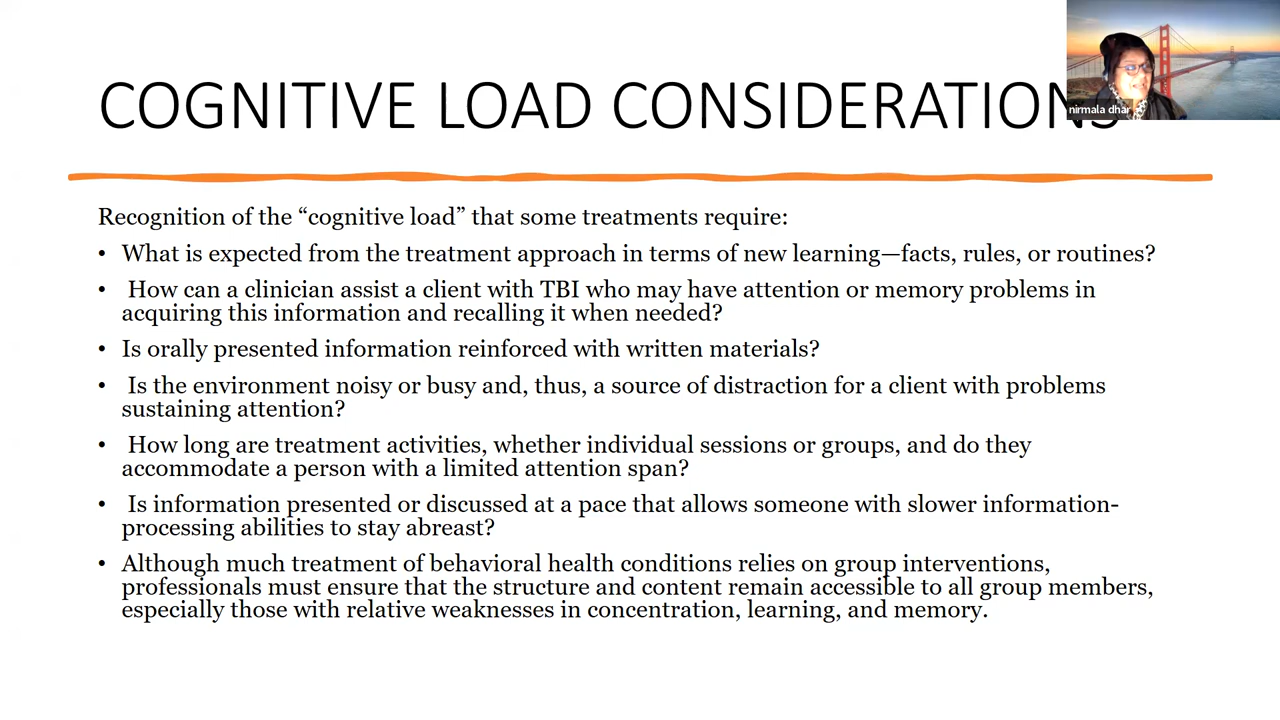 COGNITIVE LOAD CONSIDERATIONS
nirmala dhar
Recognition of the “cognitive load” that some treatments require:
• What is expected from the treatment approach in terms of new learning—facts, rules, or routines?
• How can a clinician assist a client with TBI who may have attention or memory problems in
acquiring this information and recalling it when needed?
• Is orally presented information reinforced with written materials?
• Is the environment noisy or busy and, thus, a source of distraction for a client with problems
sustaining attention?
• How long are treatment activities, whether individual sessions or groups, and do they
accommodate a person with a limited attention span?
• Is information presented or discussed at a pace that allows someone with slower information-
processing abilities to stay abreast?
• Although much treatment of behavioral health conditions relies on group interventions,
professionals must ensure that the structure and content remain accessible to all group members,
especially those with relative weaknesses in concentration, learning, and memory.